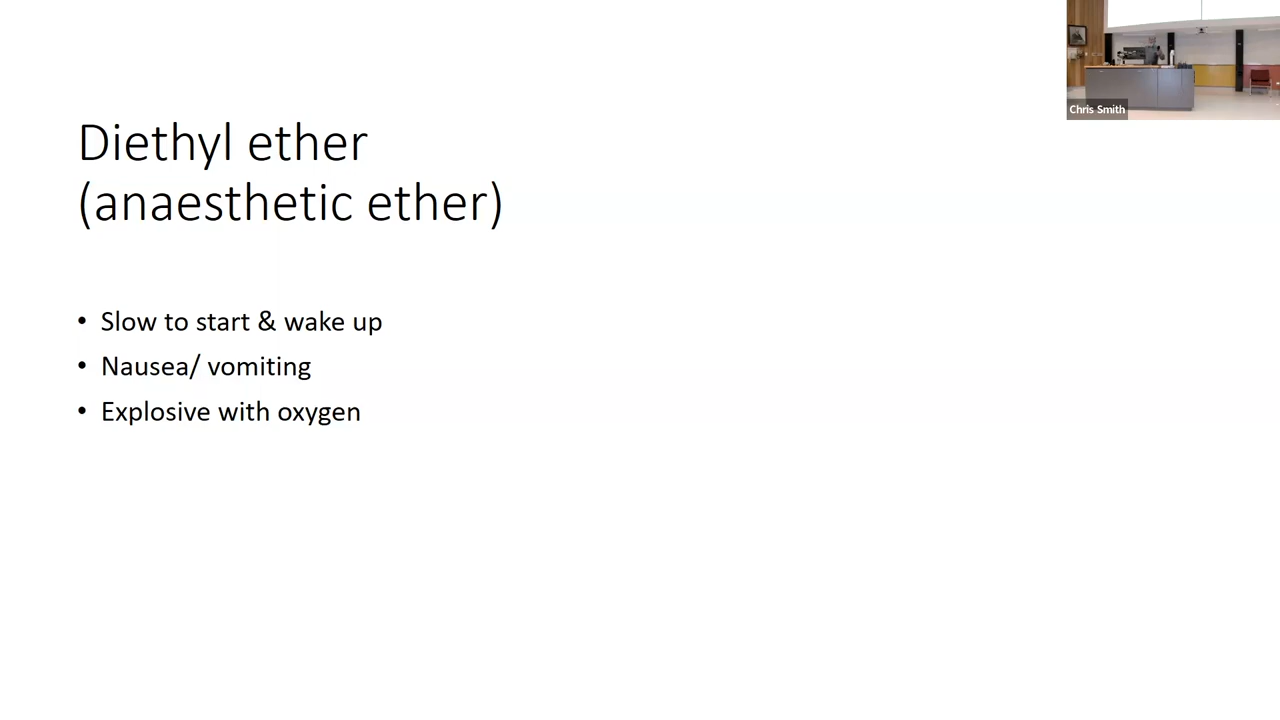 Diethyl ether
(anaesthetic ether)
• Slow to start & wake up
• Nausea/ vomiting
• Explosive with oxygen
Chris Smith